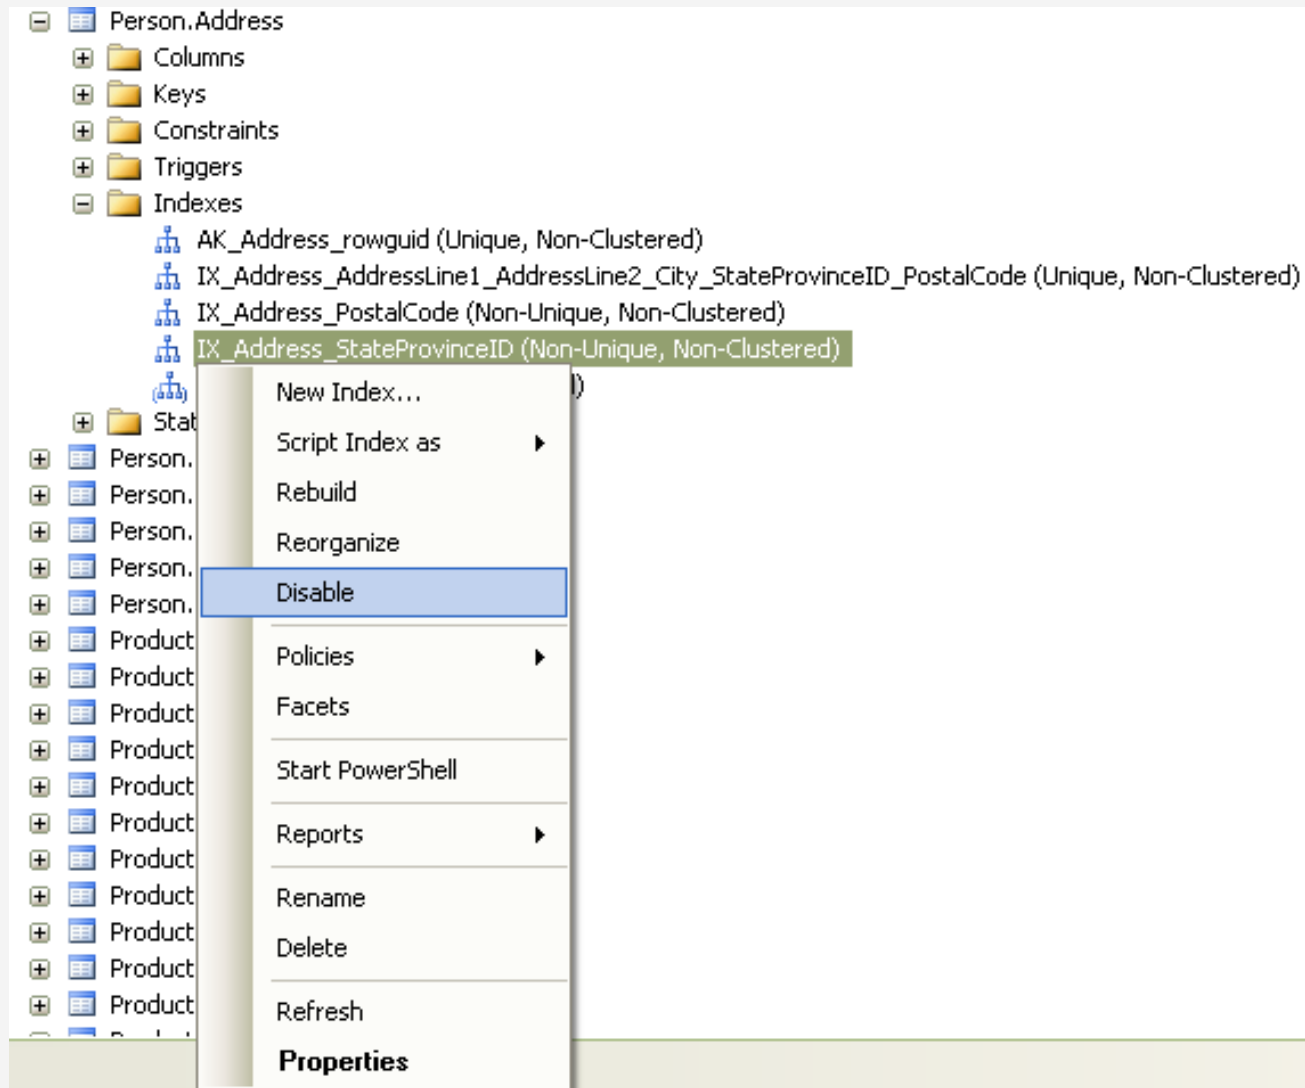 Person.Address
Columns
Keys
Constraints
Triggers
Indexes
AK_Address_rowguid (Unique, Non-Clustered)
IX_Address_AddressLine1_AddressLine2_City_StateProvinceID_PostalCode (Unique, Non-Clustered)
IX_Address_PostalCode (Non-Unique, Non-Clustered)
IX_Address_StateProvinceID (Non-Unique, Non-Clustered)
New Index...
Stat
Script Index as
Person.
Rebuild
Person.
Person.
Reorganize
Person.
Disable
Person.
Product
Policies
Product
Facets
Product
Product
Start PowerShell
Product
Product
Reports
Product
Product
Rename
Product
Delete
Product
Product
Refresh
Properties